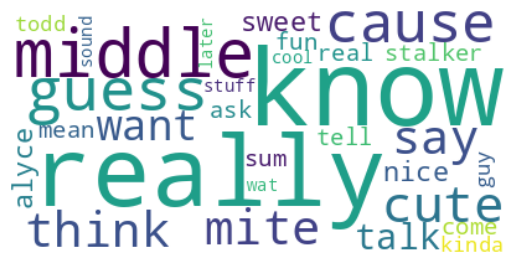 todd sound later sweet cause
middle fun real stalker
cool
guess know
stuff
mean want ask say
alyce really tell
sum nice guy
wat cute
think mite talk come
kinda